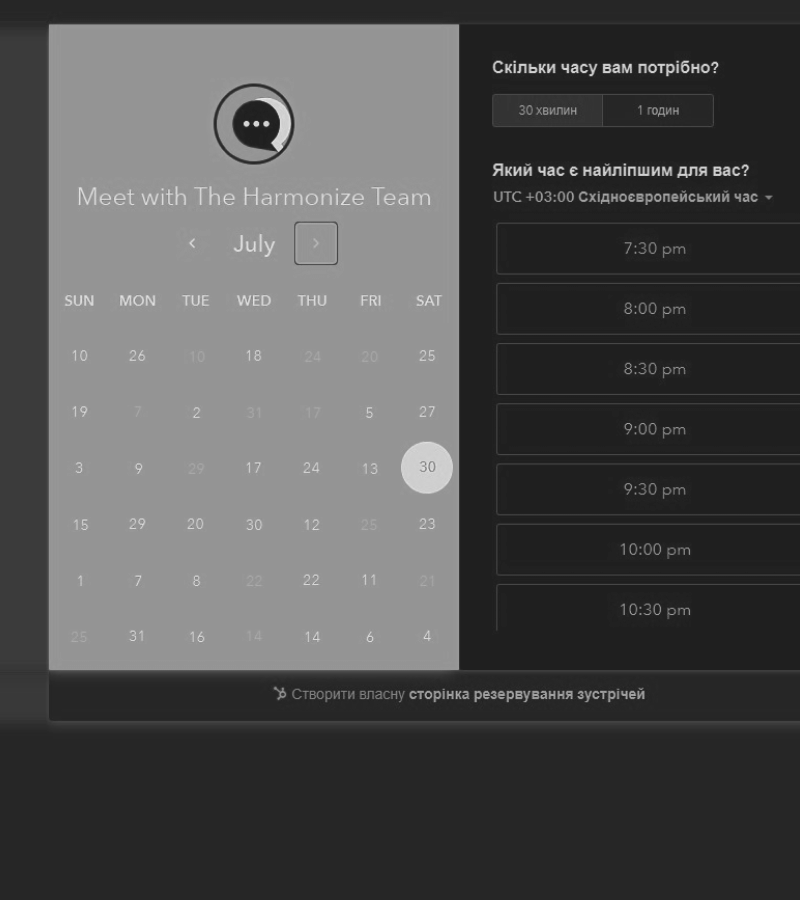 Meet with The Harmonize Team
July
SUN MON TUE WED THU FRI SAT
10 26 10 18 24 20 25
19 7 2 31 17 5 27
3 9 29 17 24 13 30
15 29 20 30 12 25 23
1 7 8 22 22 11 21
25 31 16 14 14 6 4
Скільки часу вам потрібно?
30 хвилин 1 годин
Який час є найліпшим для вас?
UTC +03:00 Східноєвропейський час
7:30 pm
8:00 pm
8:30 pm
9:00 pm
9:30 pm
10:00 pm
10:30 pm
Створити власну сторінка резервування зустрічей